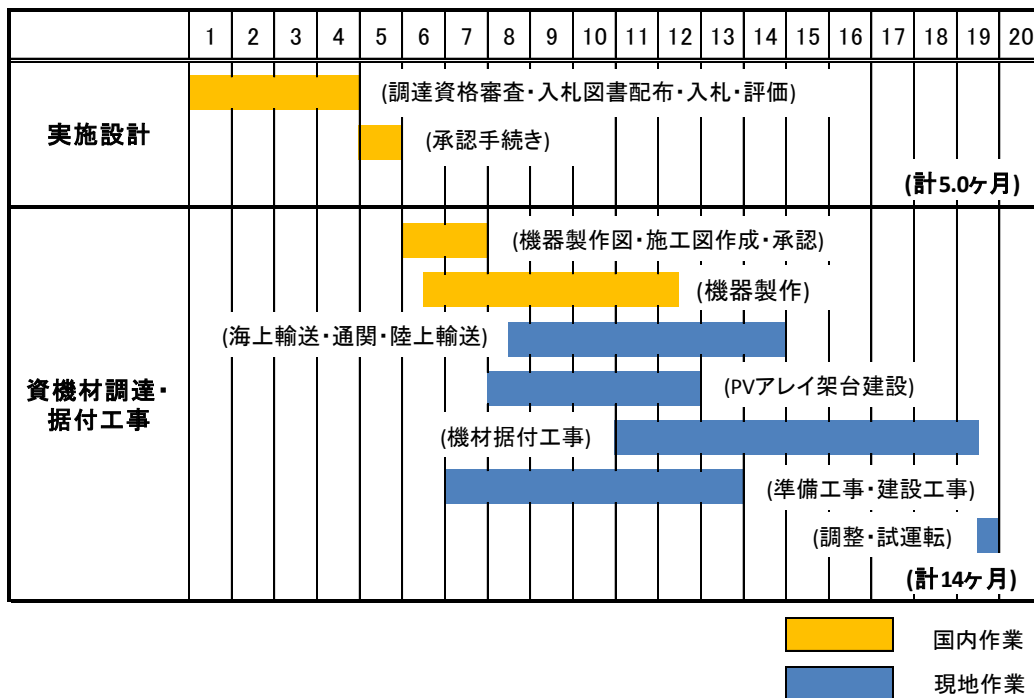 1 2 3 4 5 6 7 8 9 10 11 12 13 14 15 16 17 18 19 20
実施設計
(調達資格審査・入札図書配布・入札・評価)
(承認手続き)
(計5.0ヶ月)
資機材調達・
据付工事
(機器製作図・施工図作成・承認)
(機器製作)
(海上輸送・通関・陸上輸送)
(PVアレイ架台建設)
(機材据付工事)
(準備工事・建設工事)
(調整・試運転)
(計14ヶ月)
国内作業
現地作業